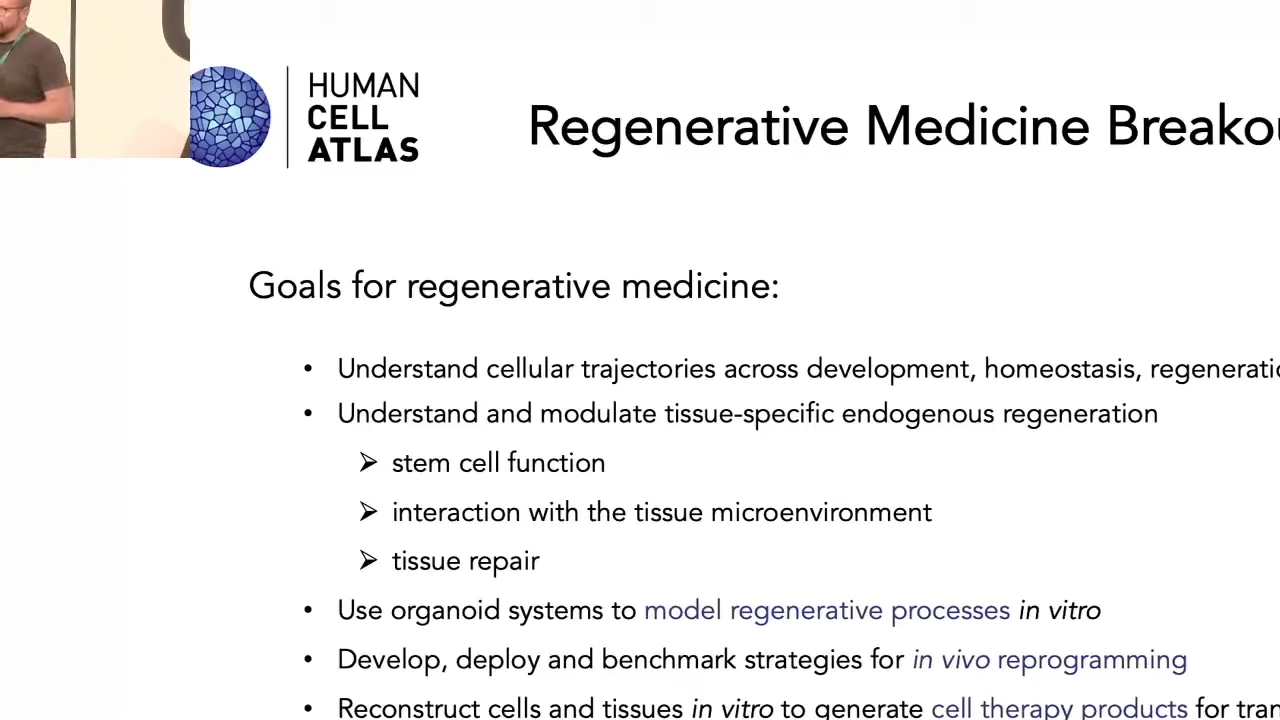 HUMAN
CELL
ATLAS
Regenerative Medicine
Goals for regenerative medicine:
• Understand cellular trajectories across development, homeostasis,
• Understand and modulate tissue-specific endogenous regeneration
➢ stem cell function
➢ interaction with the tissue microenvironment
➢ tissue repair
• Use organoid systems to model regenerative processes in vitro
• Develop, deploy and benchmark strategies for in vivo reprogramming
• Reconstruct cells and tissues in vitro to generate cell therapy products for